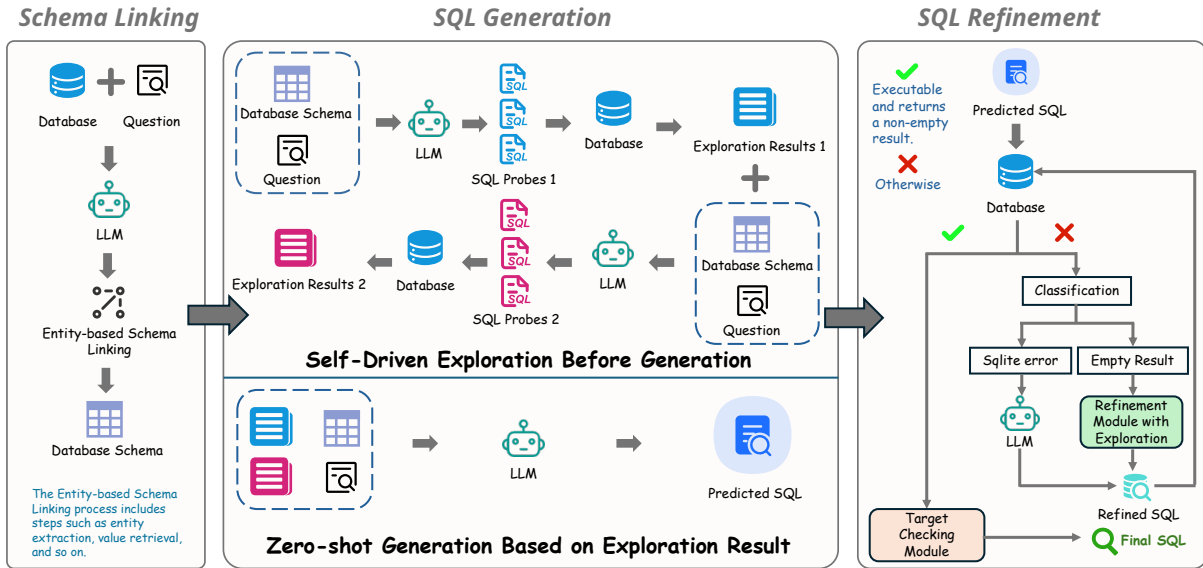 Schema Linking
SQL Generation
SQL Refinement
Database
Question
LLM
Entity-based Schema
Linking
Database Schema
The Entity-based Schema
Linking process includes
steps such as entity
extraction, value retrieval,
and so on.
Database Schema
Question
LLM
SQL
SQL
SQL
SQL Probes 1
Database
Exploration Results 1
Database Schema
Question
LLM
SQL
SQL
SQL
SQL Probes 2
Database
Exploration Results 2
Self-Driven Exploration Before Generation
LLM
Predicted SQL
Zero-shot Generation Based on Exploration Result
Executable
and returns
a non-empty
result.
Otherwise
Predicted SQL
Database
Classification
Sqlite error
Empty Result
LLM
Refinement
Module with
Exploration
Refined SQL
Target
Checking
Module
Final SQL